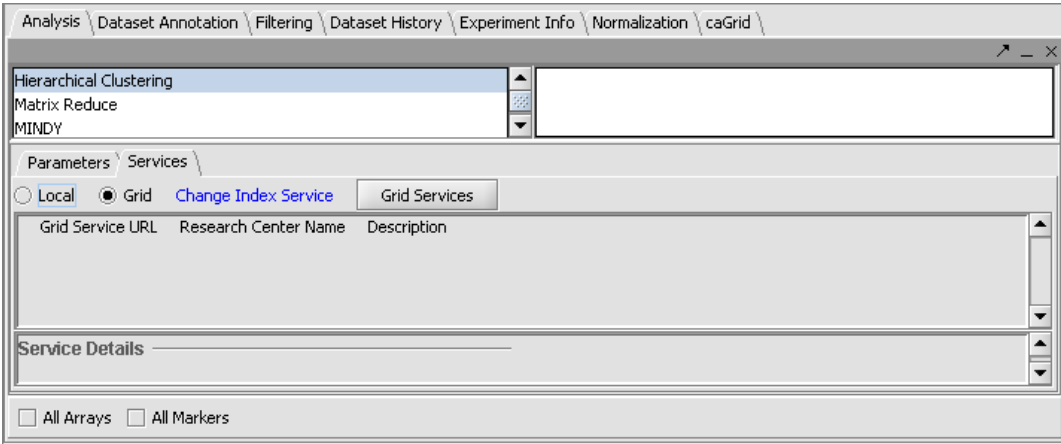 Analysis Dataset Annotation Filtering Dataset History Experiment Info Normalization caGrid
Hierarchical Clustering
Matrix Reduce
MINDY
Parameters Services
Local Grid Change Index Service Grid Services
Grid Service URL Research Center Name Description
Service Details
All Arrays All Markers